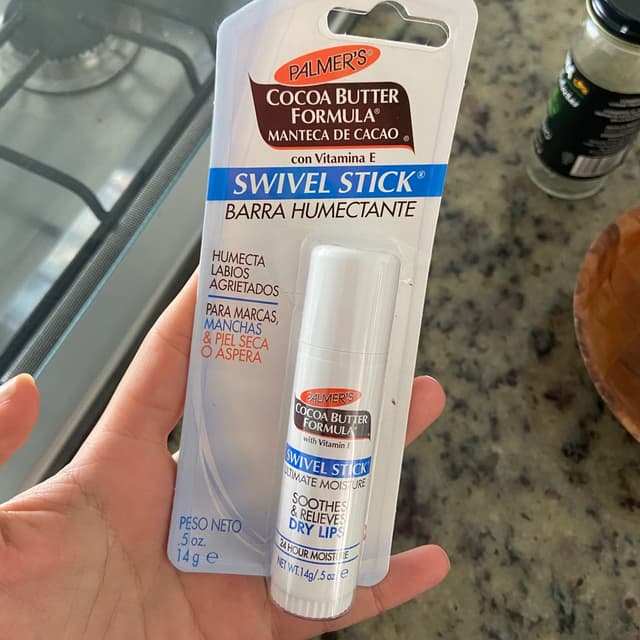 PALMER'S®
COCOA BUTTER
FORMULA®
MANTECA DE CACAO®
con Vitamina E
SWIVEL STICK®
BARRA HUMECTANTE
HUMECTA
LABIOS
AGRIETADOS
PARA MARCAS,
MANCHAS
& PIEL SECA
O ASPERA
PESO NETO
.5 oz.
14 g e
PALMER'S
COCOA BUTTER
FORMULA
with Vitamin E
SWIVEL STICK
ULTIMATE MOISTURE
SOOTHES
& RELIEVES
DRY LIPS
24 HOUR MOISTURE
NET WT.14g/.5 oz e